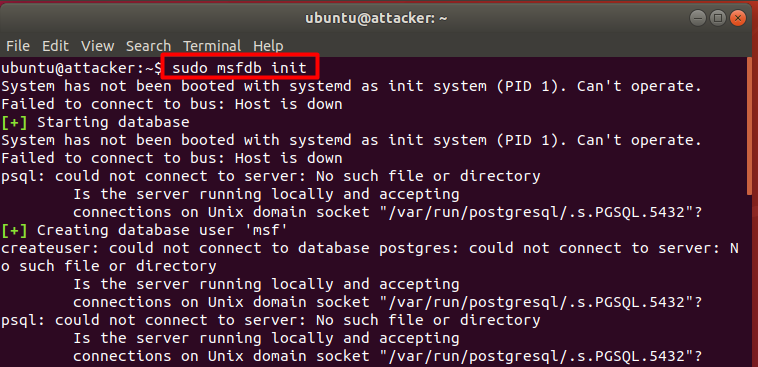 ubuntu@attacker: ~
File Edit View Search Terminal Help
ubuntu@attacker:~$ sudo msfdb init
System has not been booted with systemd as init system (PID 1). Can't operate.
Failed to connect to bus: Host is down
[+] Starting database
System has not been booted with systemd as init system (PID 1). Can't operate.
Failed to connect to bus: Host is down
psql: could not connect to server: No such file or directory
        Is the server running locally and accepting
        connections on Unix domain socket "/var/run/postgresql/.s.PGSQL.5432"?
[+] Creating database user 'msf'
createuser: could not connect to database postgres: could not connect to server: N
o such file or directory
        Is the server running locally and accepting
        connections on Unix domain socket "/var/run/postgresql/.s.PGSQL.5432"?
psql: could not connect to server: No such file or directory
        Is the server running locally and accepting
        connections on Unix domain socket "/var/run/postgresql/.s.PGSQL.5432"?